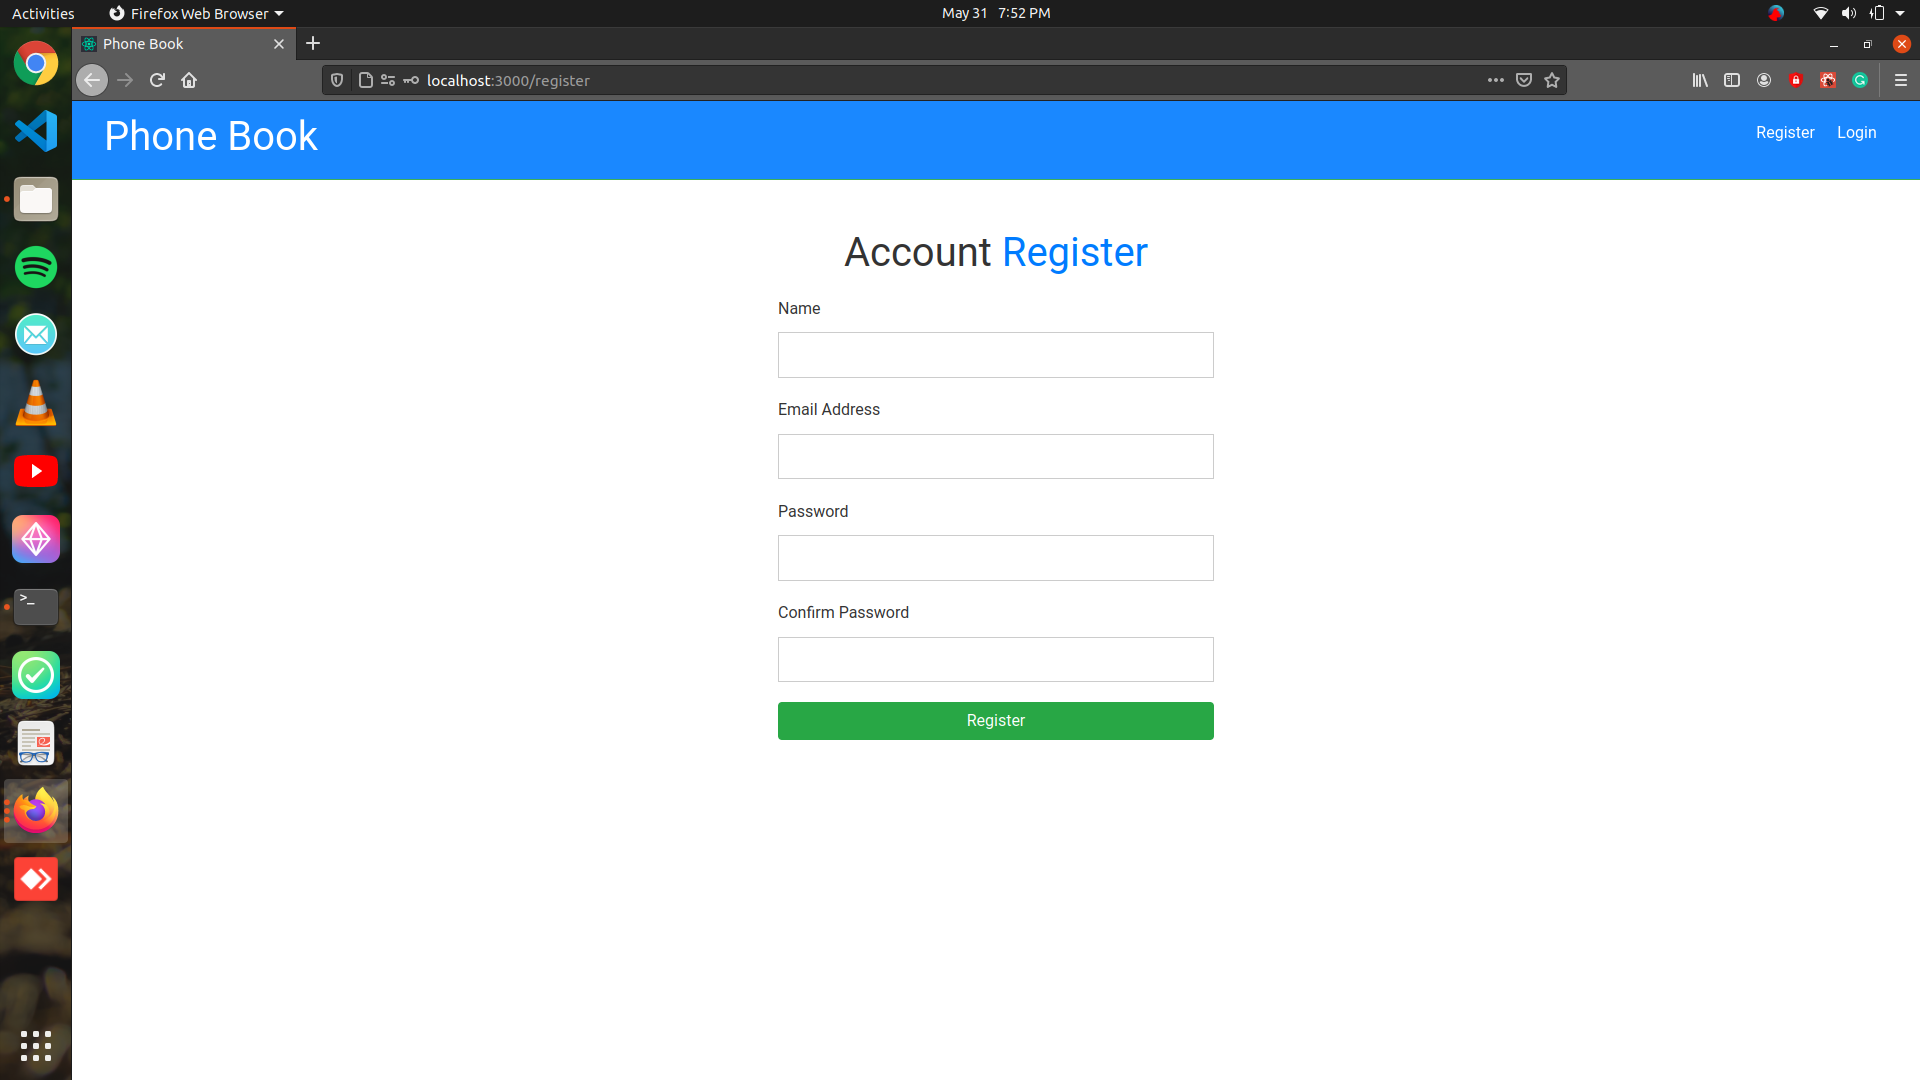 Activities
Firefox Web Browser
May 31 7:52 PM
Phone Book
localhost:3000/register
Phone Book
Register
Login
Account Register
Name
Email Address
Password
Confirm Password
Register
>_